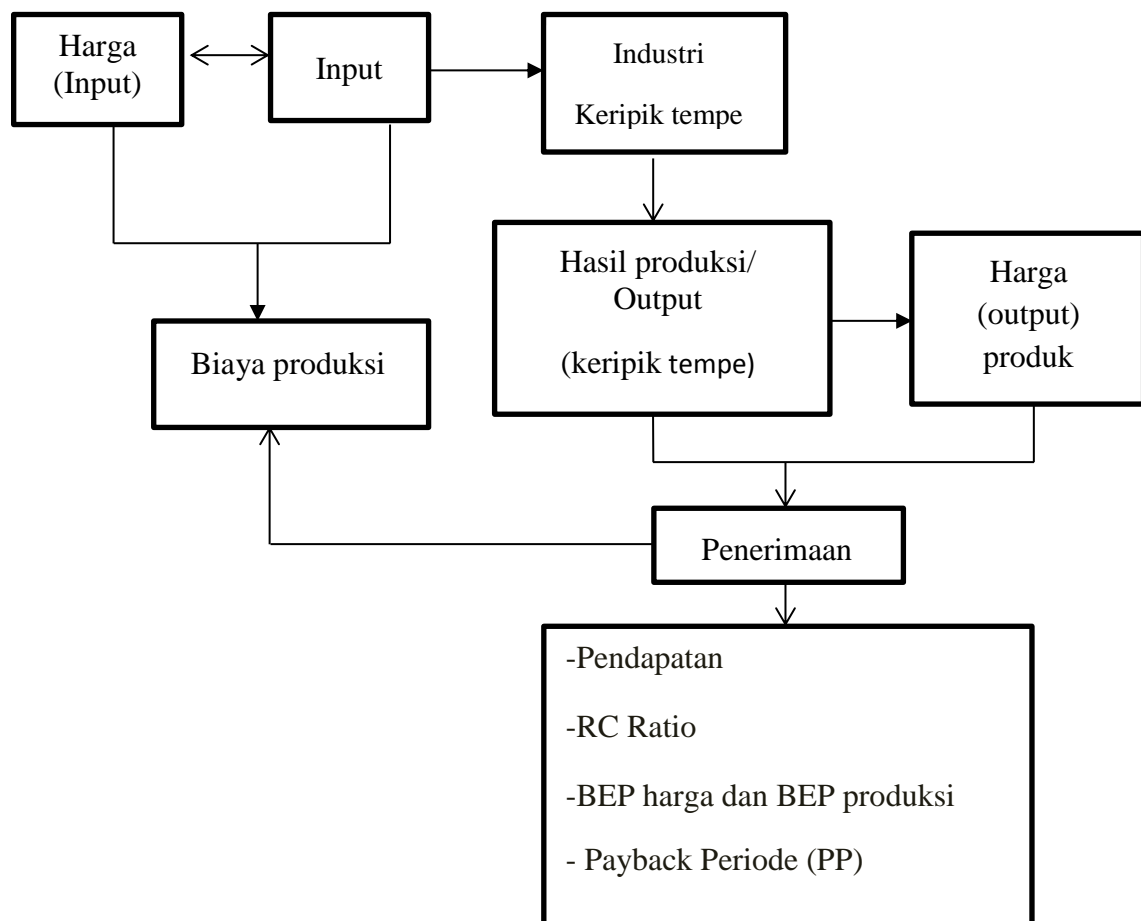 Harga
(Input)
Input
Industri
Keripik tempe
Hasil produksi/
Output
(keripik tempe)
Harga
(output)
produk
Biaya produksi
Penerimaan
-Pendapatan
-RC Ratio
-BEP harga dan BEP produksi
- Payback Periode (PP)